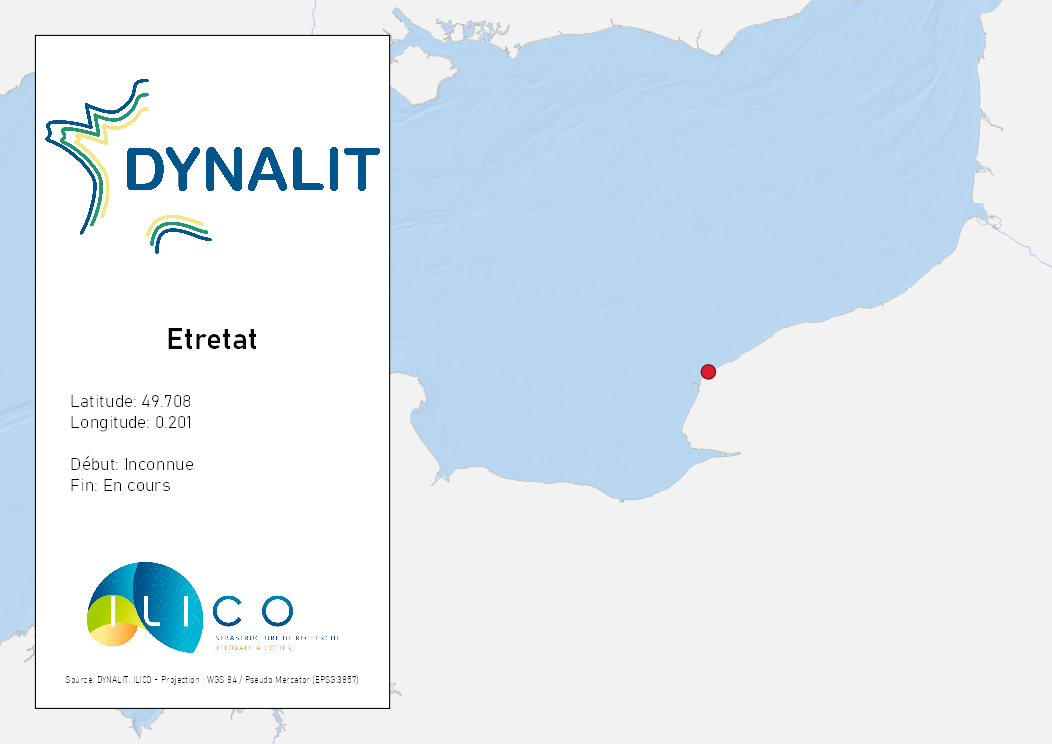 DYNALIT
Etretat
Latitude: 49.708
Longitude: 0.201
Début: Inconnue
Fin: En cours
ILICO
INFRASTRUCTURE DE RECHERCHE
LITTORALE & CÔTIÈRE
Source: DYNALIT, ILICO - Projection : WGS 84 / Pseudo Mercator (EPSG:3857)